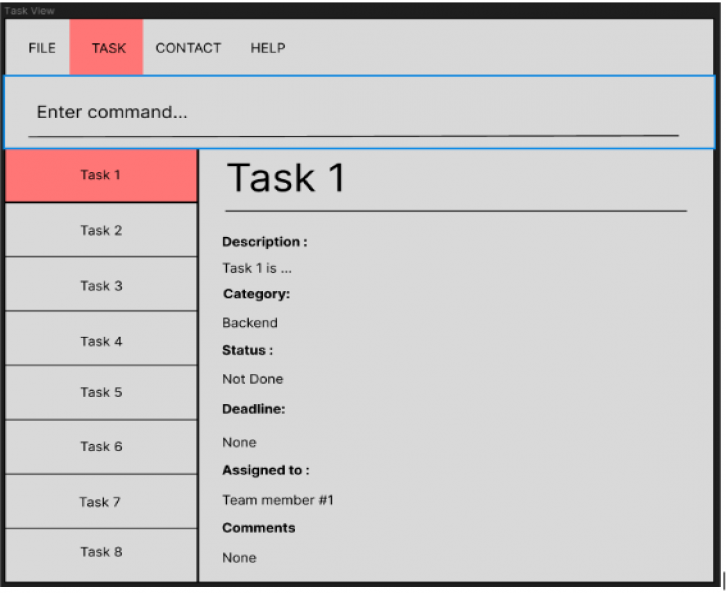 Task View
FILE TASK CONTACT HELP
Enter command...
Task 1
Task 2
Task 3
Task 4
Task 5
Task 6
Task 7
Task 8
Task 1
Description :
Task 1 is ...
Category:
Backend
Status :
Not Done
Deadline:
None
Assigned to :
Team member #1
Comments
None